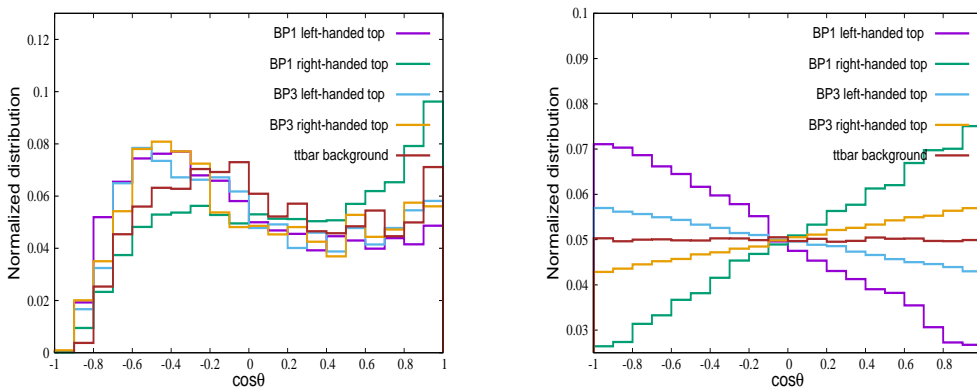 Normalized distribution
0.12
0.1
0.08
0.06
0.04
0.02
0
-1 -0.8 -0.6 -0.4 -0.2 0 0.2 0.4 0.6 0.8 1
cosθ
BP1 left-handed top
BP1 right-handed top
BP3 left-handed top
BP3 right-handed top
ttbar background
Normalized distribution
0.1
0.09
0.08
0.07
0.06
0.05
0.04
0.03
-1 -0.8 -0.6 -0.4 -0.2 0 0.2 0.4 0.6 0.8
cosθ
BP1 left-handed top
BP1 right-handed top
BP3 left-handed top
BP3 right-handed top
ttbar background